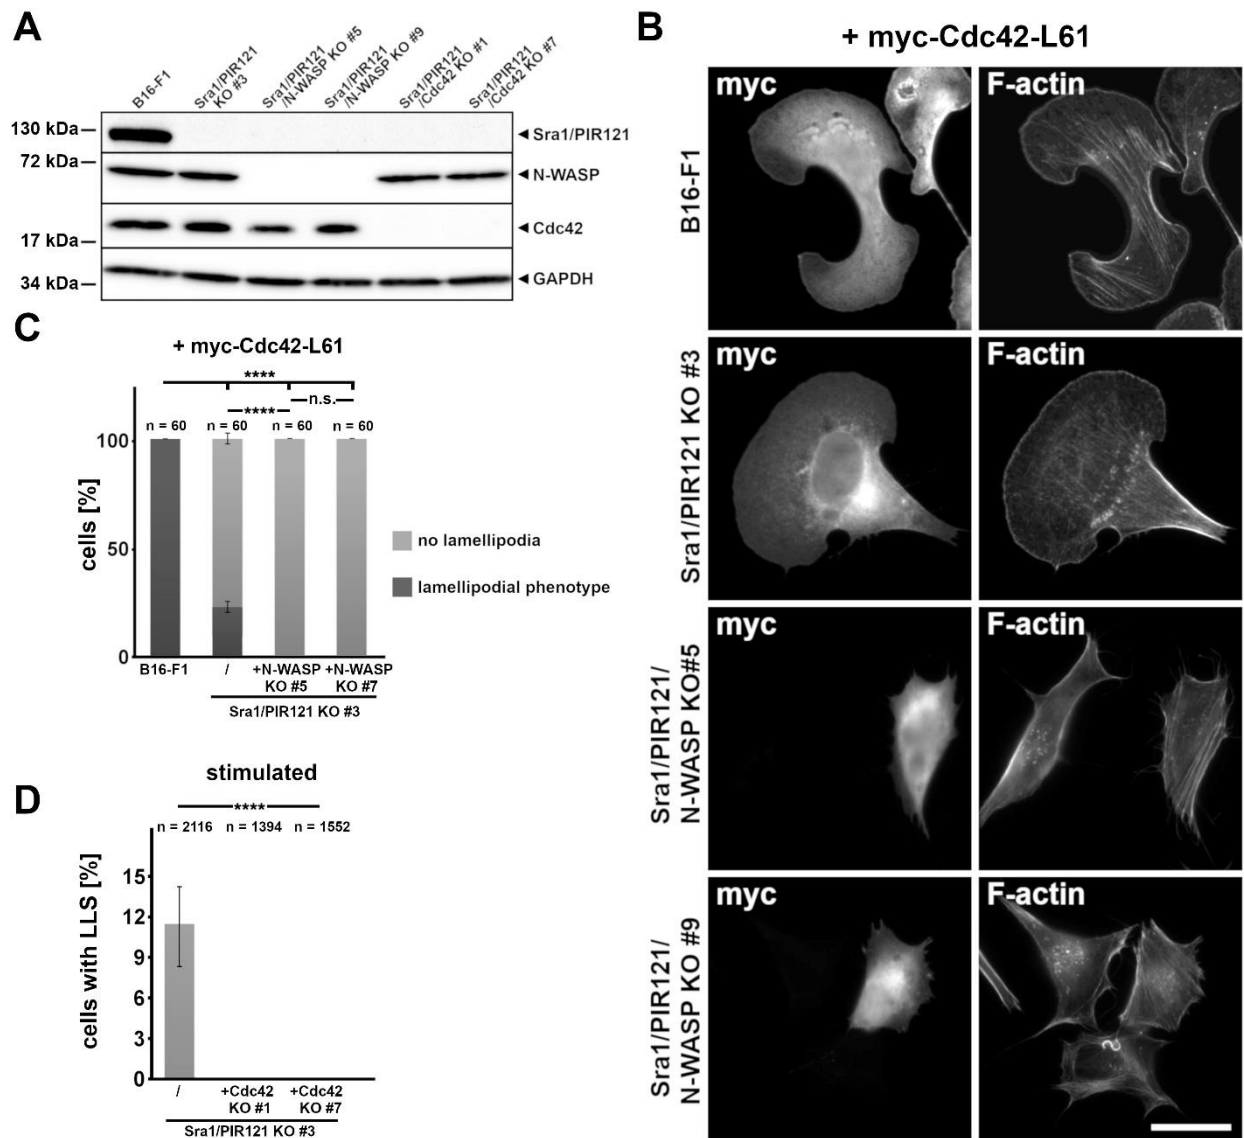 A
B16-F1
Sra1/PIR121
KO #3
Sra1/PIR121
/N-WASP KO #5
Sra1/PIR121
/N-WASP KO #9
Sra1/PIR121
/Cdc42 KO #1
Sra1/PIR121
/Cdc42 KO #7
130 kDa
72 kDa
17 kDa
34 kDa
Sra1/PIR121
N-WASP
Cdc42
GAPDH
B
+ myc-Cdc42-L61
myc
F-actin
B16-F1
myc
F-actin
Sra1/PIR121 KO #3
myc
F-actin
Sra1/PIR121/
N-WASP KO#5
myc
F-actin
Sra1/PIR121/
N-WASP KO #9
C
+ myc-Cdc42-L61
****
n.s.
****
n = 60 n = 60 n = 60 n = 60
cells [%]
100
50
0
no lamellipodia
lamellipodial phenotype
B16-F1 / +N-WASP +N-WASP
KO #5 KO #7
Sra1/PIR121 KO #3
D
stimulated
****
n = 2116 n = 1394 n = 1552
cells with LLS [%]
15
12
9
6
3
0
/ +Cdc42 +Cdc42
KO #1 KO #7
Sra1/PIR121 KO #3